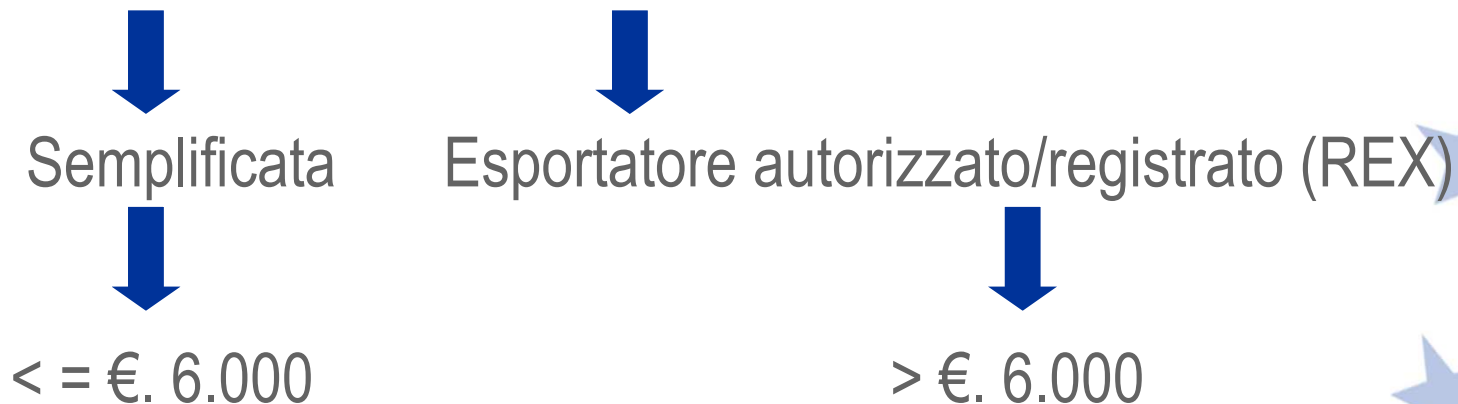 Semplificata Esportatore autorizzato/registrato (REX)
< = €. 6.000 > €. 6.000